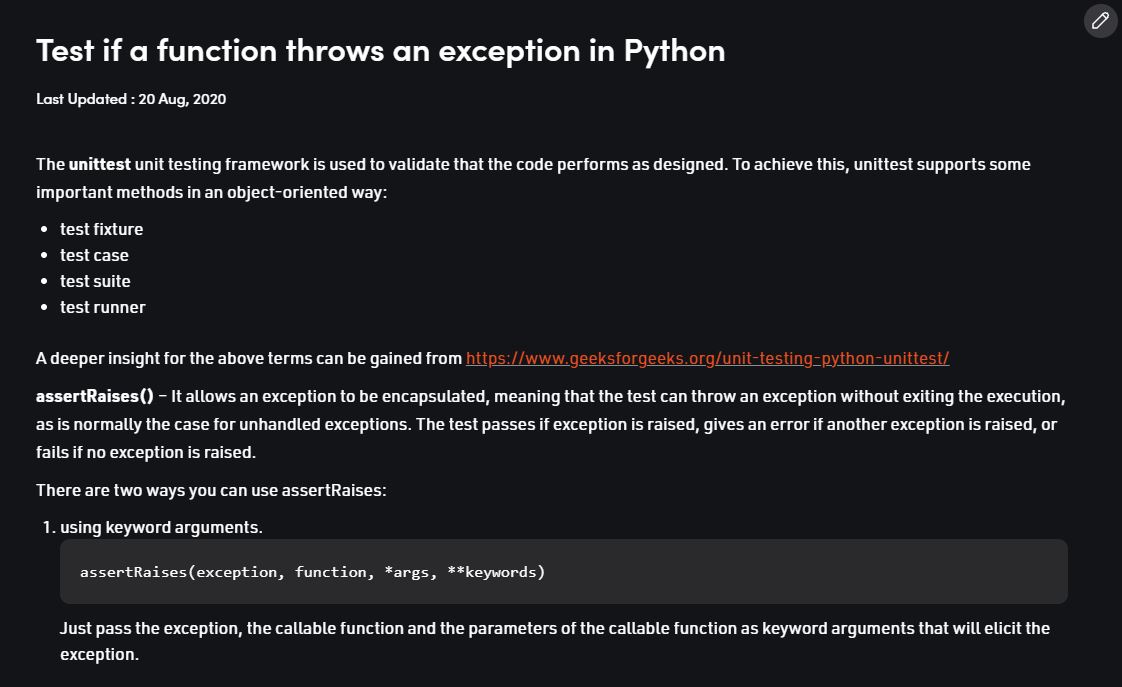 Test if a function throws an exception in Python
Last Updated : 20 Aug, 2020
The unittest unit testing framework is used to validate that the code performs as designed. To achieve this, unittest supports some
important methods in an object-oriented way:
• test fixture
• test case
• test suite
• test runner
A deeper insight for the above terms can be gained from https://www.geeksforgeeks.org/unit-testing-python-unittest/
assertRaises() – It allows an exception to be encapsulated, meaning that the test can throw an exception without exiting the execution,
as is normally the case for unhandled exceptions. The test passes if exception is raised, gives an error if another exception is raised, or
fails if no exception is raised.
There are two ways you can use assertRaises:
1. using keyword arguments.
assertRaises(exception, function, *args, **keywords)
Just pass the exception, the callable function and the parameters of the callable function as keyword arguments that will elicit the
exception.